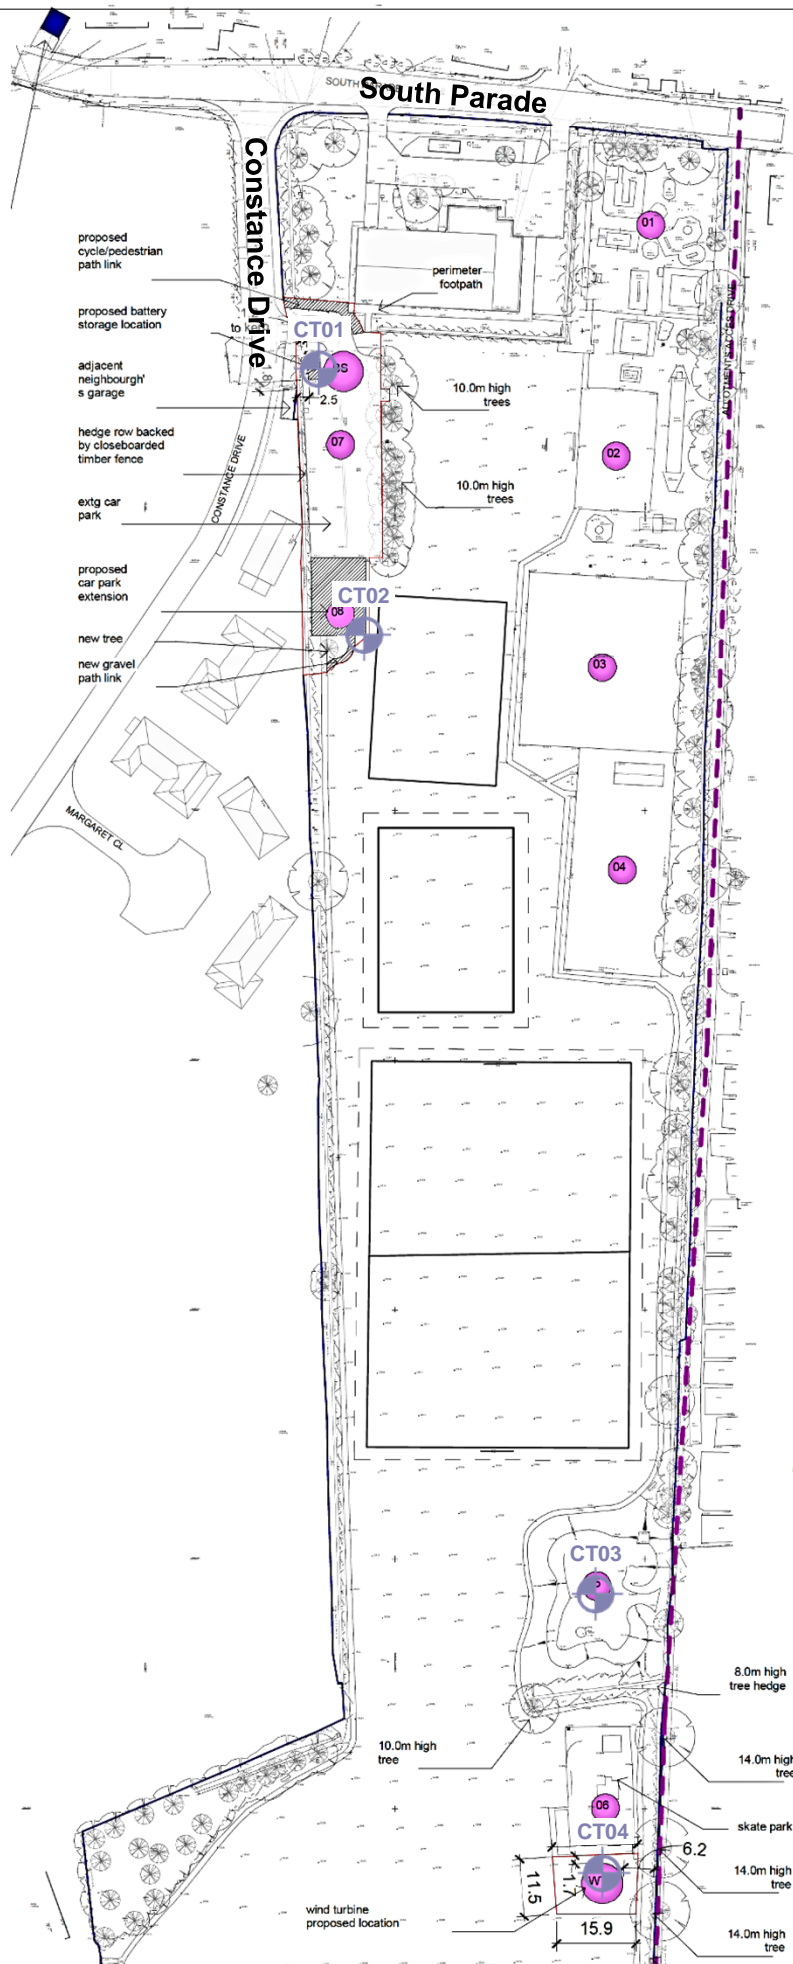 SOUTH PARADE
South Parade
Constance Drive
01
proposed
cycle/pedestrian
path link
perimeter
footpath
proposed battery
storage location
CT01
adjacent
neighbourgh'
s garage
2.5
10.0m high
trees
hedge row backed
by closeboarded
timber fence
07
02
CONSTANCE DRIVE
10.0m high
trees
extg car
park
proposed
car park
extension
CT02
08
new tree
new gravel
path link
03
MARGARET CL
04
CT03
8.0m high
tree hedge
10.0m high
tree
14.0m high
tree
06
skate park
CT04
6.2
14.0m high
tree
W
11.5
1.7
wind turbine
proposed location
15.9
14.0m high
tree